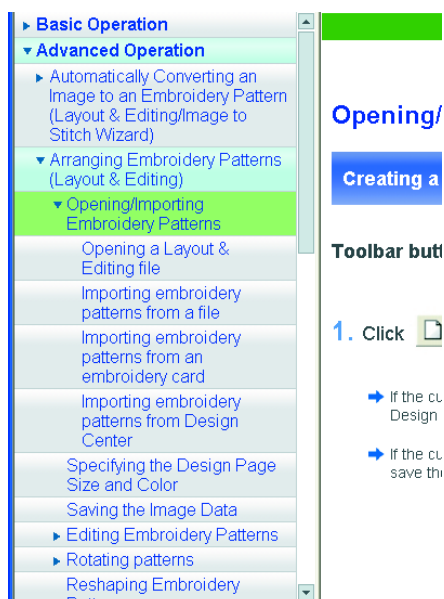 Basic Operation
Advanced Operation
Automatically Converting an
Image to an Embroidery Pattern
(Layout & Editing/Image to
Stitch Wizard)
Arranging Embroidery Patterns
(Layout & Editing)
Opening/Importing
Embroidery Patterns
Opening a Layout &
Editing file
Importing embroidery
patterns from a file
Importing embroidery
patterns from an
embroidery card
Importing embroidery
patterns from Design
Center
Specifying the Design Page
Size and Color
Saving the Image Data
Editing Embroidery Patterns
Rotating patterns
Reshaping Embroidery
Opening/
Creating a
Toolbar butt
1. Click
If the cu
Design
If the cu
save the